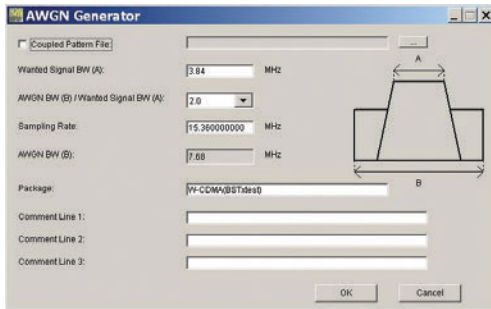 AWGN Generator
Coupled Pattern File: ...
Wanted Signal BW (A): 3.84 MHz
A
AWGN BW (B) / Wanted Signal BW (A): 2.0
Sampling Rate: 15.360000000 MHz
AWGN BW (B): 7.68 MHz
B
Package: W-CDMA(BSTxtest)
Comment Line 1:
Comment Line 2:
Comment Line 3:
OK Cancel